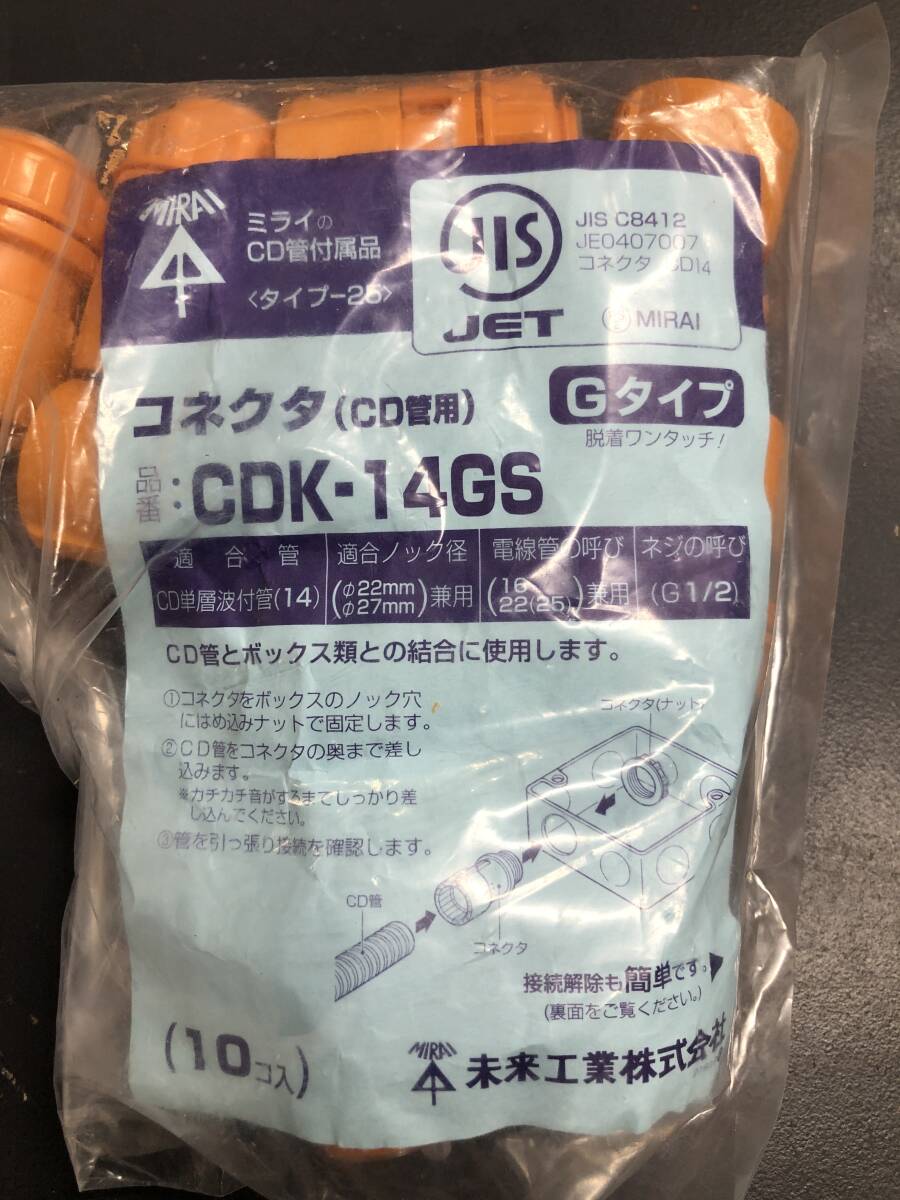 MIRAI
ミライの
CD管付属品
〈タイプ-25〉
JIS
JET
JIS C8412
JE0407007
コネクタ CD14
MIRAI
コネクタ(CD管用)
Gタイプ
脱着ワンタッチ!
品番:CDK-14GS
適合管 適合ノック径 電線管の呼び ネジの呼び
CD単層波付管(14) (φ22mm φ27mm)兼用 (16 22(25))兼用 (G1/2)
CD管とボックス類との結合に使用します。
①コネクタをボックスのノック穴
にはめ込みナットで固定します。
②CD管をコネクタの奥まで差し
込みます。
※カチカチ音がするまでしっかり差
し込んでください。
③管を引っ張り接続を確認します。
コネクタ(ナット)
CD管
コネクタ
接続解除も簡単です。▶
(裏面をご覧ください。)
(10コ入)
MIRAI
未来工業株式会社